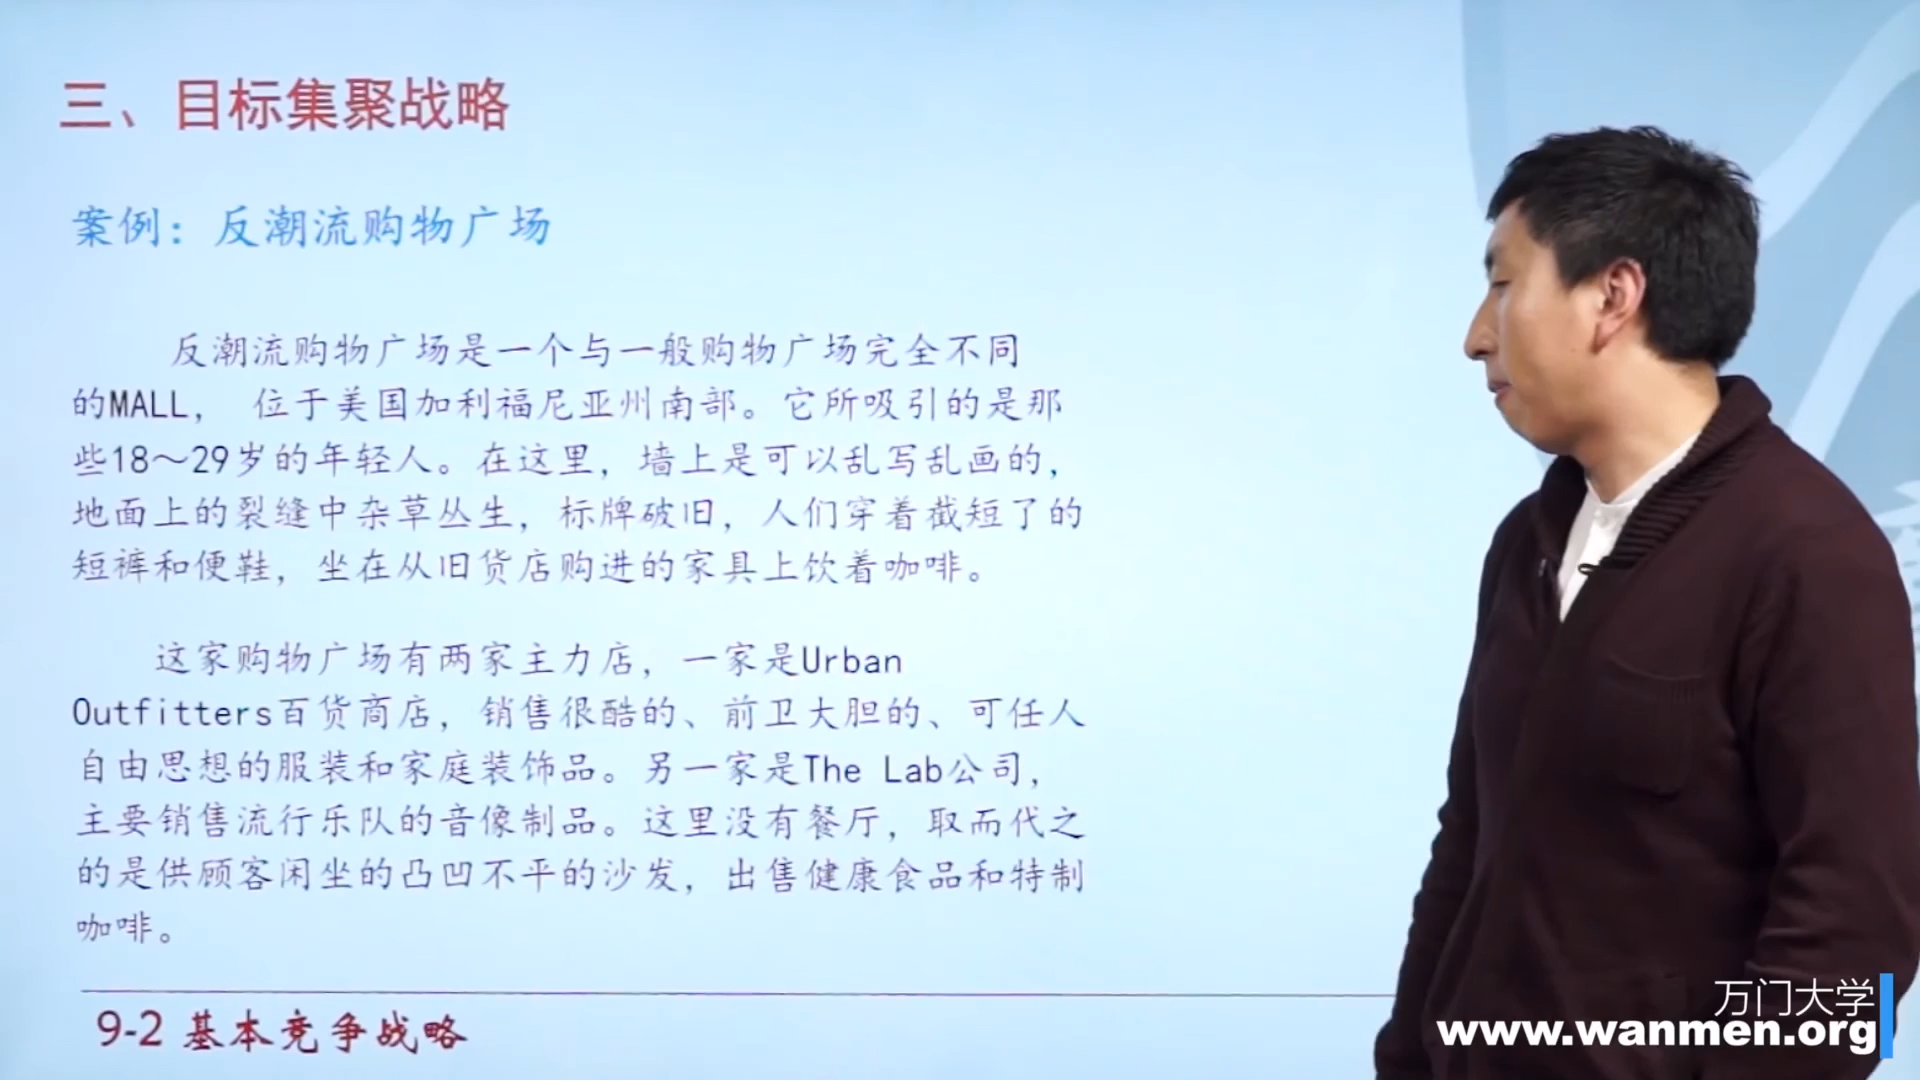 三、目标集聚战略
案例：反潮流购物广场
反潮流购物广场是一个与一般购物广场完全不同
的MALL， 位于美国加利福尼亚州南部。它所吸引的是那
些18～29岁的年轻人。在这里，墙上是可以乱写乱画的，
地面上的裂缝中杂草丛生，标牌破旧，人们穿着截短了的
短裤和便鞋，坐在从旧货店购进的家具上饮着咖啡。
这家购物广场有两家主力店，一家是Urban
Outfitters百货商店，销售很酷的、前卫大胆的、可任人
自由思想的服装和家庭装饰品。另一家是The Lab公司，
主要销售流行乐队的音像制品。这里没有餐厅，取而代之
的是供顾客闲坐的凸凹不平的沙发，出售健康食品和特制
咖啡。
9-2 基本竞争战略
万门大学
www.wanmen.org